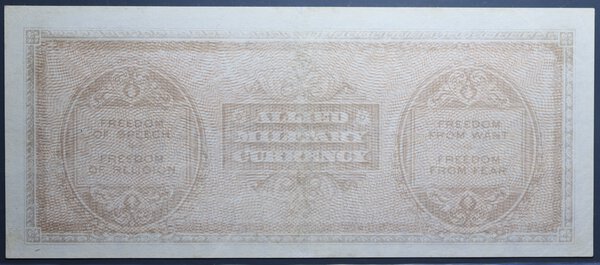 FREEDOM
OF SPEECH
FREEDOM
OF RELIGION
ALLIED
MILITARY
CURRENCY
FREEDOM
FROM WANT
FREEDOM
FROM FEAR